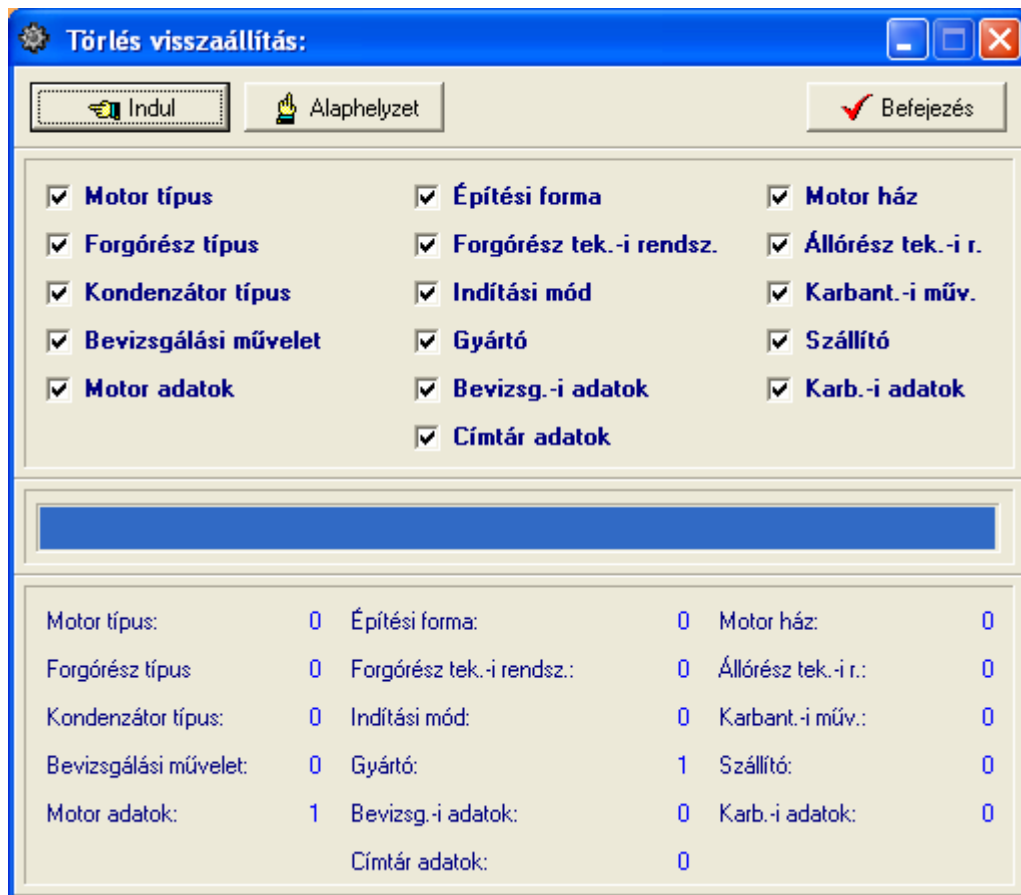 Törlés visszaállítás:
Indul Alaphelyzet Befejezés
Motor típus Építési forma Motor ház
Forgórész típus Forgórész tek.-i rendsz. Állórész tek.-i r.
Kondenzátor típus Indítási mód Karbant.-i műv.
Bevizsgálási művelet Gyártó Szállító
Motor adatok Bevizsg.-i adatok Karb.-i adatok
Címtár adatok
Motor típus: 0 Építési forma: 0 Motor ház: 0
Forgórész típus 0 Forgórész tek.-i rendsz.: 0 Állórész tek.-i r.: 0
Kondenzátor típus: 0 Indítási mód: 0 Karbant.-i műv.: 0
Bevizsgálási művelet: 0 Gyártó: 1 Szállító: 0
Motor adatok: 1 Bevizsg.-i adatok: 0 Karb.-i adatok: 0
Címtár adatok: 0